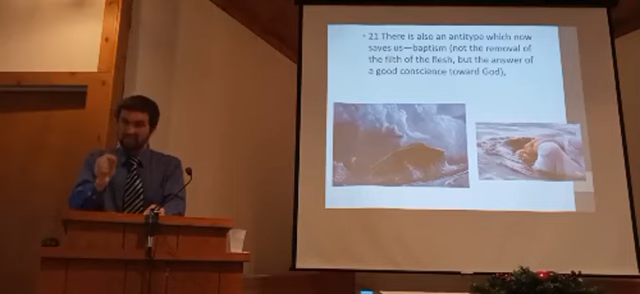 • 21 There is also an antitype which now
saves us—baptism (not the removal of
the filth of the flesh, but the answer of
a good conscience toward God),